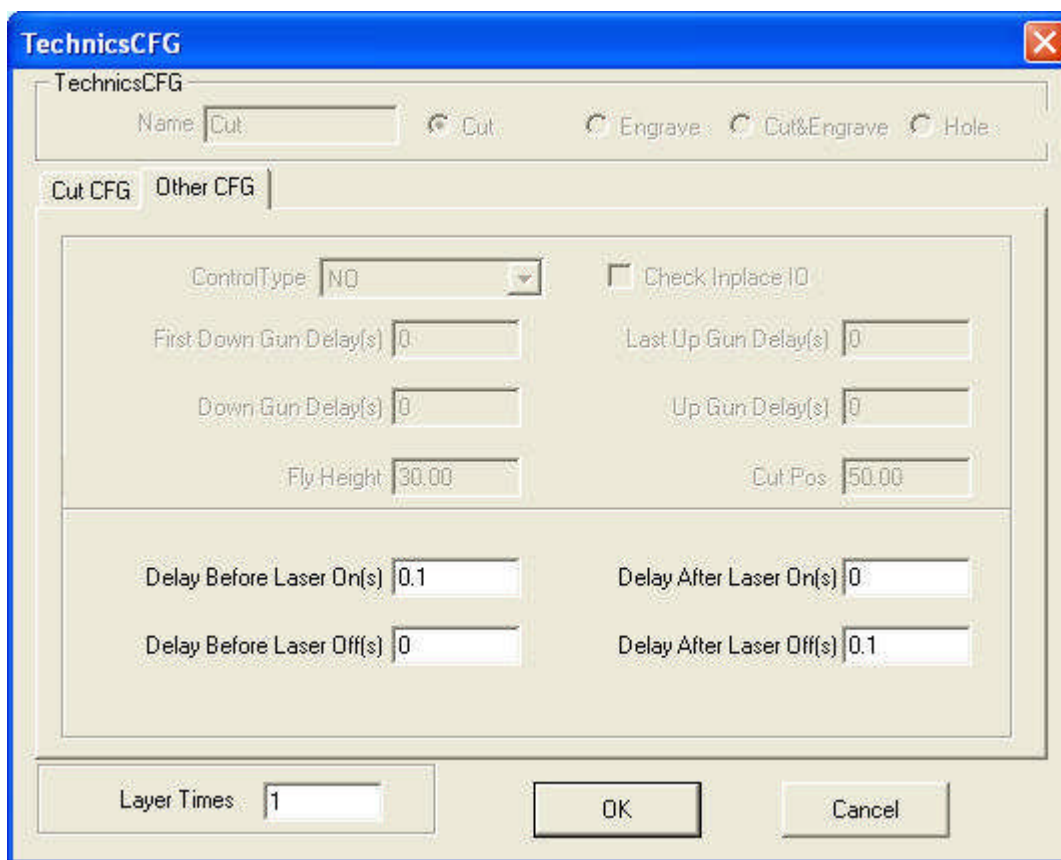 TechnicsCFG
TechnicsCFG
Name Cut Cut Engrave Cut&Engrave Hole
Cut CFG Other CFG
ControlType NO Check Inplace IO
First Down Gun Delay(s) 0 Last Up Gun Delay(s) 0
Down Gun Delay(s) 0 Up Gun Delay(s) 0
Fly Height 30.00 Cut Pos 50.00
Delay Before Laser On(s) 0.1 Delay After Laser On(s) 0
Delay Before Laser Off(s) 0 Delay After Laser Off(s) 0.1
Layer Times 1 OK Cancel